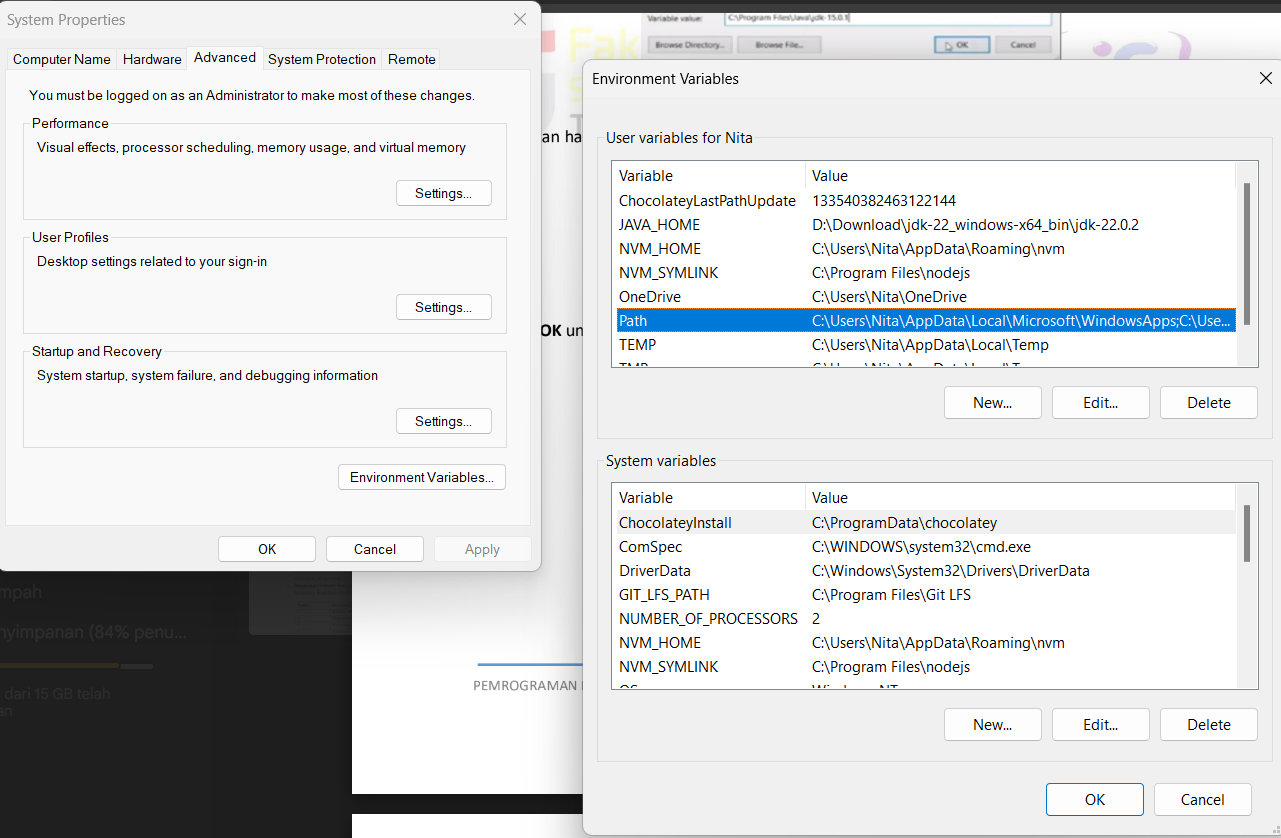 System Properties
Computer Name
Hardware
Advanced
System Protection
Remote
You must be logged on as an Administrator to make most of these changes.
Performance
Visual effects, processor scheduling, memory usage, and virtual memory
Settings...
User Profiles
Desktop settings related to your sign-in
Settings...
Startup and Recovery
System startup, system failure, and debugging information
Settings...
Environment Variables...
OK
Cancel
Apply
Variable value:
C:\Program Files\Java\jdk-15.0.1
Browse Directory...
Browse File...
OK
Cancel
Fak
an ha
OK un
Environment Variables
User variables for Nita
Variable Value
ChocolateyLastPathUpdate 133540382463122144
JAVA_HOME D:\Download\jdk-22_windows-x64_bin\jdk-22.0.2
NVM_HOME C:\Users\Nita\AppData\Roaming\nvm
NVM_SYMLINK C:\Program Files\nodejs
OneDrive C:\Users\Nita\OneDrive
Path C:\Users\Nita\AppData\Local\Microsoft\WindowsApps;C:\Use...
TEMP C:\Users\Nita\AppData\Local\Temp
New...
Edit...
Delete
System variables
Variable Value
ChocolateyInstall C:\ProgramData\chocolatey
ComSpec C:\WINDOWS\system32\cmd.exe
DriverData C:\Windows\System32\Drivers\DriverData
GIT_LFS_PATH C:\Program Files\Git LFS
NUMBER_OF_PROCESSORS 2
NVM_HOME C:\Users\Nita\AppData\Roaming\nvm
NVM_SYMLINK C:\Program Files\nodejs
New...
Edit...
Delete
OK
Cancel
mpah
nyimpanan (84% penu...
dari 15 GB telah
an
PEMROGRAMAN